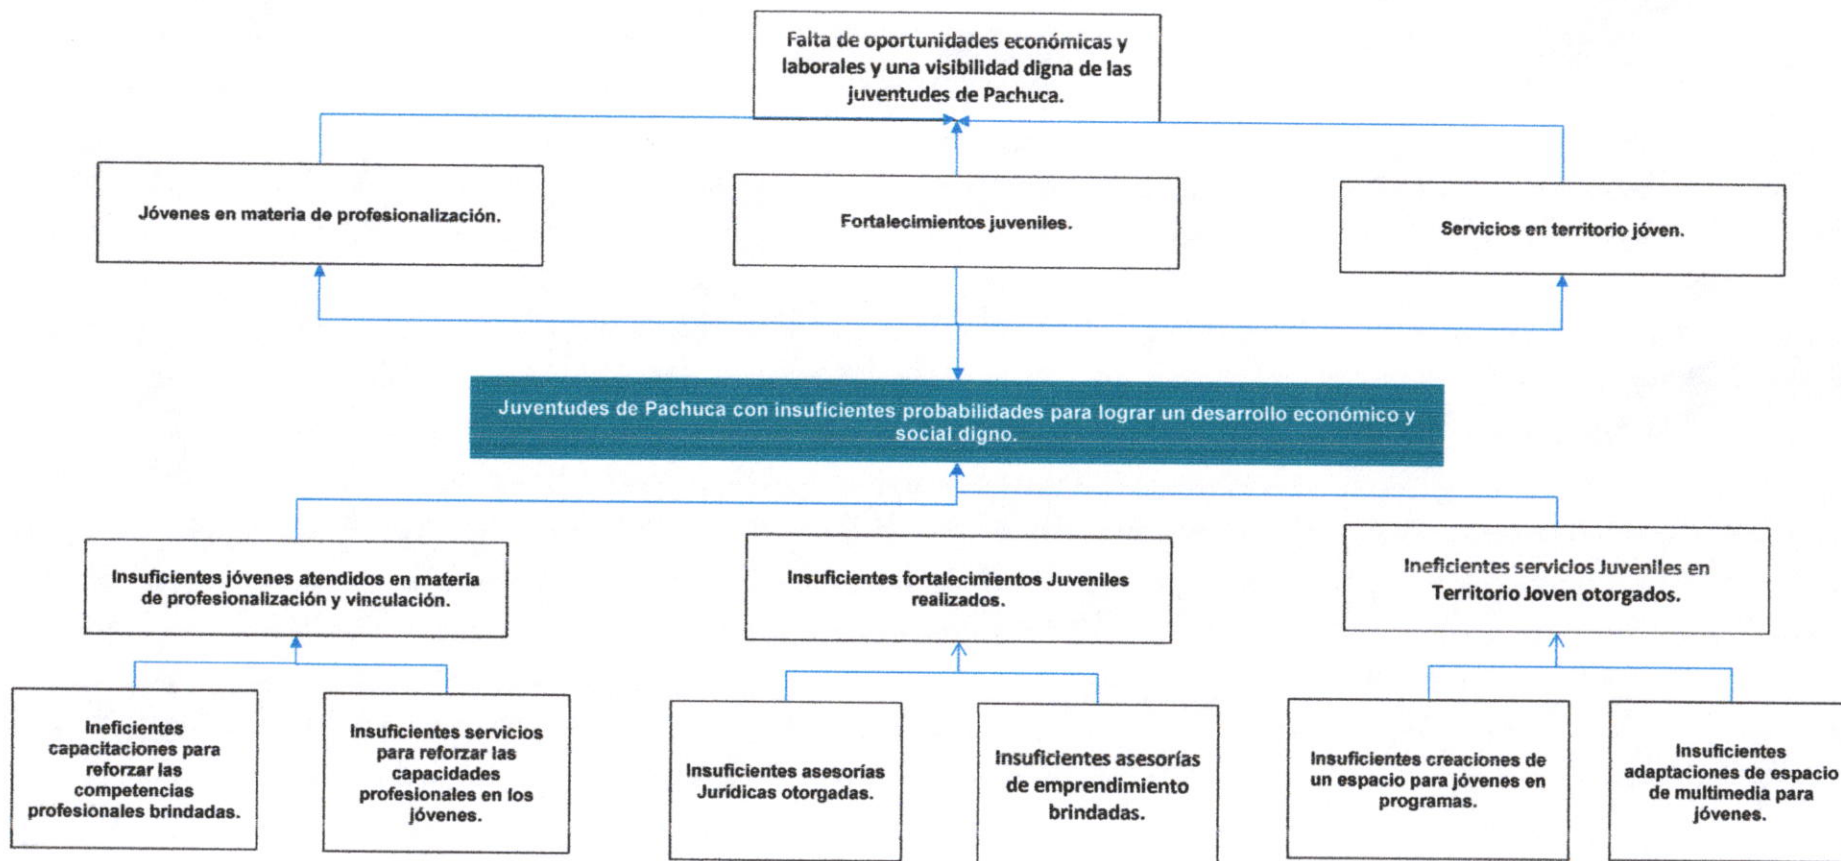 Falta de oportunidades económicas y
laborales y una visibilidad digna de las
juventudes de Pachuca.
Jóvenes en materia de profesionalización.
Fortalecimientos juveniles.
Servicios en territorio jóven.
Juventudes de Pachuca con insuficientes probabilidades para lograr un desarrollo económico y
social digno.
Insuficientes jóvenes atendidos en materia
de profesionalización y vinculación.
Insuficientes fortalecimientos Juveniles
realizados.
Ineficientes servicios Juveniles en
Territorio Joven otorgados.
Ineficientes
capacitaciones para
reforzar las
competencias
profesionales brindadas.
Insuficientes servicios
para reforzar las
capacidades
profesionales en los
jóvenes.
Insuficientes asesorías
Jurídicas otorgadas.
Insuficientes asesorías
de emprendimiento
brindadas.
Insuficientes creaciones de
un espacio para jóvenes en
programas.
Insuficientes
adaptaciones de espacio
de multimedia para
jóvenes.